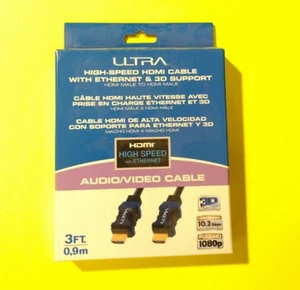 ULTRA
HIGH-SPEED HDMI CABLE
WITH ETHERNET & 3D SUPPORT
HDMI MALE TO HDMI MALE
CÂBLE HDMI HAUTE VITESSE AVEC
PRISE EN CHARGE ETHERNET ET 3D
HDMI MÂLE À HDMI MÂLE
CABLE HDMI DE ALTA VELOCIDAD
CON SOPORTE PARA ETHERNET Y 3D
MACHO HDMI A MACHO HDMI
HDMI
HIGH SPEED
with ETHERNET
AUDIO/VIDEO CABLE
3FT.
0,9m
ULTRA
3D
10.2Gbps
1080p